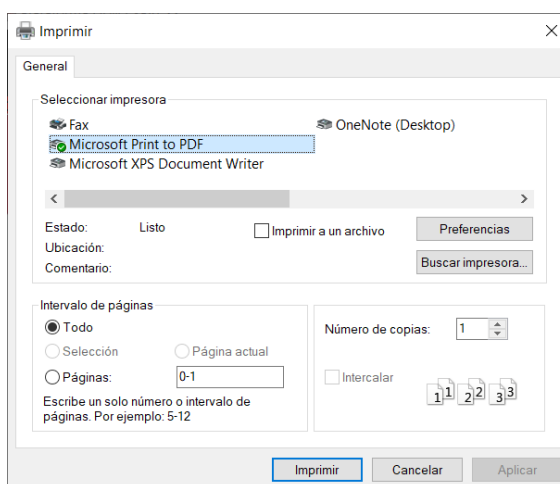 Imprimir
General
Seleccionar impresora
Fax
OneNote (Desktop)
Microsoft Print to PDF
Microsoft XPS Document Writer
Estado: Listo
Imprimir a un archivo
Preferencias
Ubicación:
Comentario:
Buscar impresora...
Intervalo de páginas
Todo
Selección
Página actual
Páginas: 0-1
Escribe un solo número o intervalo de
páginas. Por ejemplo: 5-12
Número de copias: 1
Intercalar
1 1 2 2 3 3
Imprimir
Cancelar
Aplicar